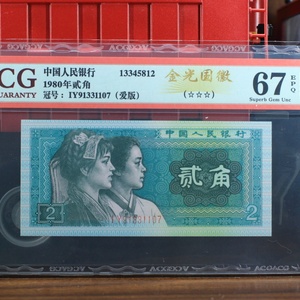 CG
GUARANTY
中国人民银行
1980年贰角
冠号：IY91331107（爱版）
13345812
金光国徽
(☆☆☆)
67
EPQ
Superb Gem Unc
中国人民银行
贰角
2
2
IY91331107